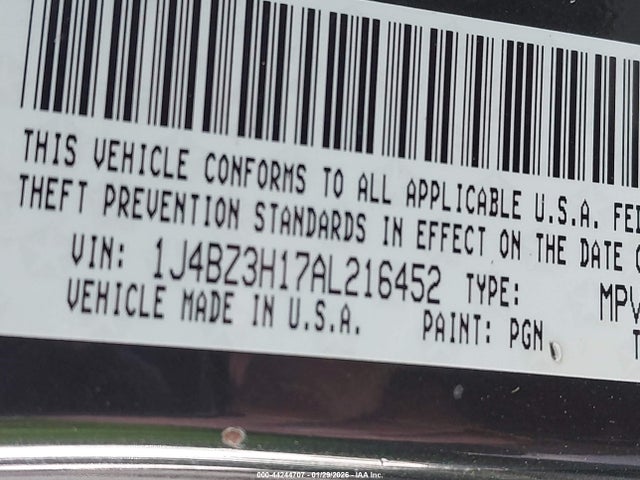 THIS VEHICLE CONFORMS TO ALL APPLICABLE U.S.A.
THEFT PREVENTION STANDARDS IN EFFECT ON THE DATE
VIN: 1J4BZ3H17AL216452 TYPE: MPV
VEHICLE MADE IN U.S.A. PAINT: PGN
000-44244707 - 01/29/2026 - IAA Inc.